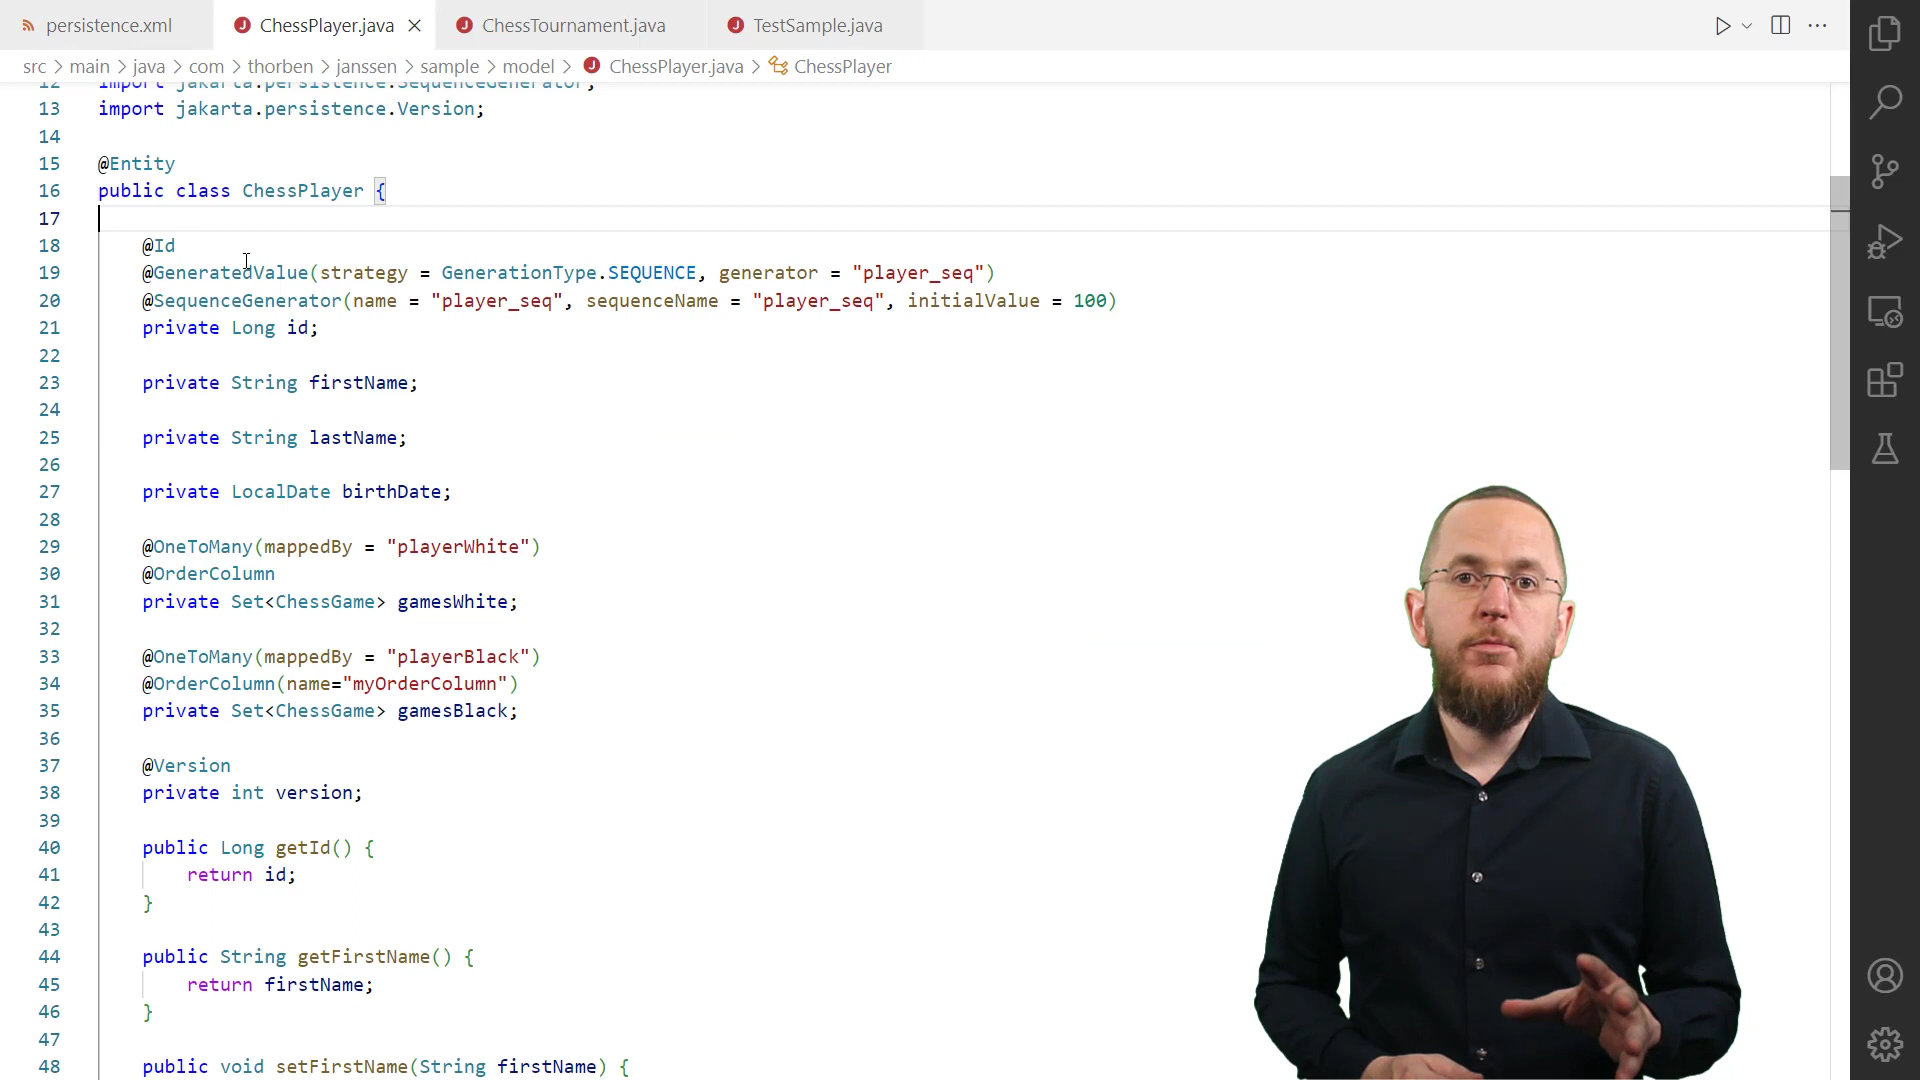 persistence.xml
ChessPlayer.java
ChessTournament.java
TestSample.java
src > main > java > com > thorben > janssen > sample > model > ChessPlayer.java > ChessPlayer
12 import jakarta.persistence.SequenceGenerator;
13 import jakarta.persistence.Version;
14
15 @Entity
16 public class ChessPlayer {
17
18 @Id
19 @GeneratedValue(strategy = GenerationType.SEQUENCE, generator = "player_seq")
20 @SequenceGenerator(name = "player_seq", sequenceName = "player_seq", initialValue = 100)
21 private Long id;
22
23 private String firstName;
24
25 private String lastName;
26
27 private LocalDate birthDate;
28
29 @OneToMany(mappedBy = "playerWhite")
30 @OrderColumn
31 private Set<ChessGame> gamesWhite;
32
33 @OneToMany(mappedBy = "playerBlack")
34 @OrderColumn(name="myOrderColumn")
35 private Set<ChessGame> gamesBlack;
36
37 @Version
38 private int version;
39
40 public Long getId() {
41 return id;
42 }
43
44 public String getFirstName() {
45 return firstName;
46 }
47
48 public void setFirstName(String firstName) {